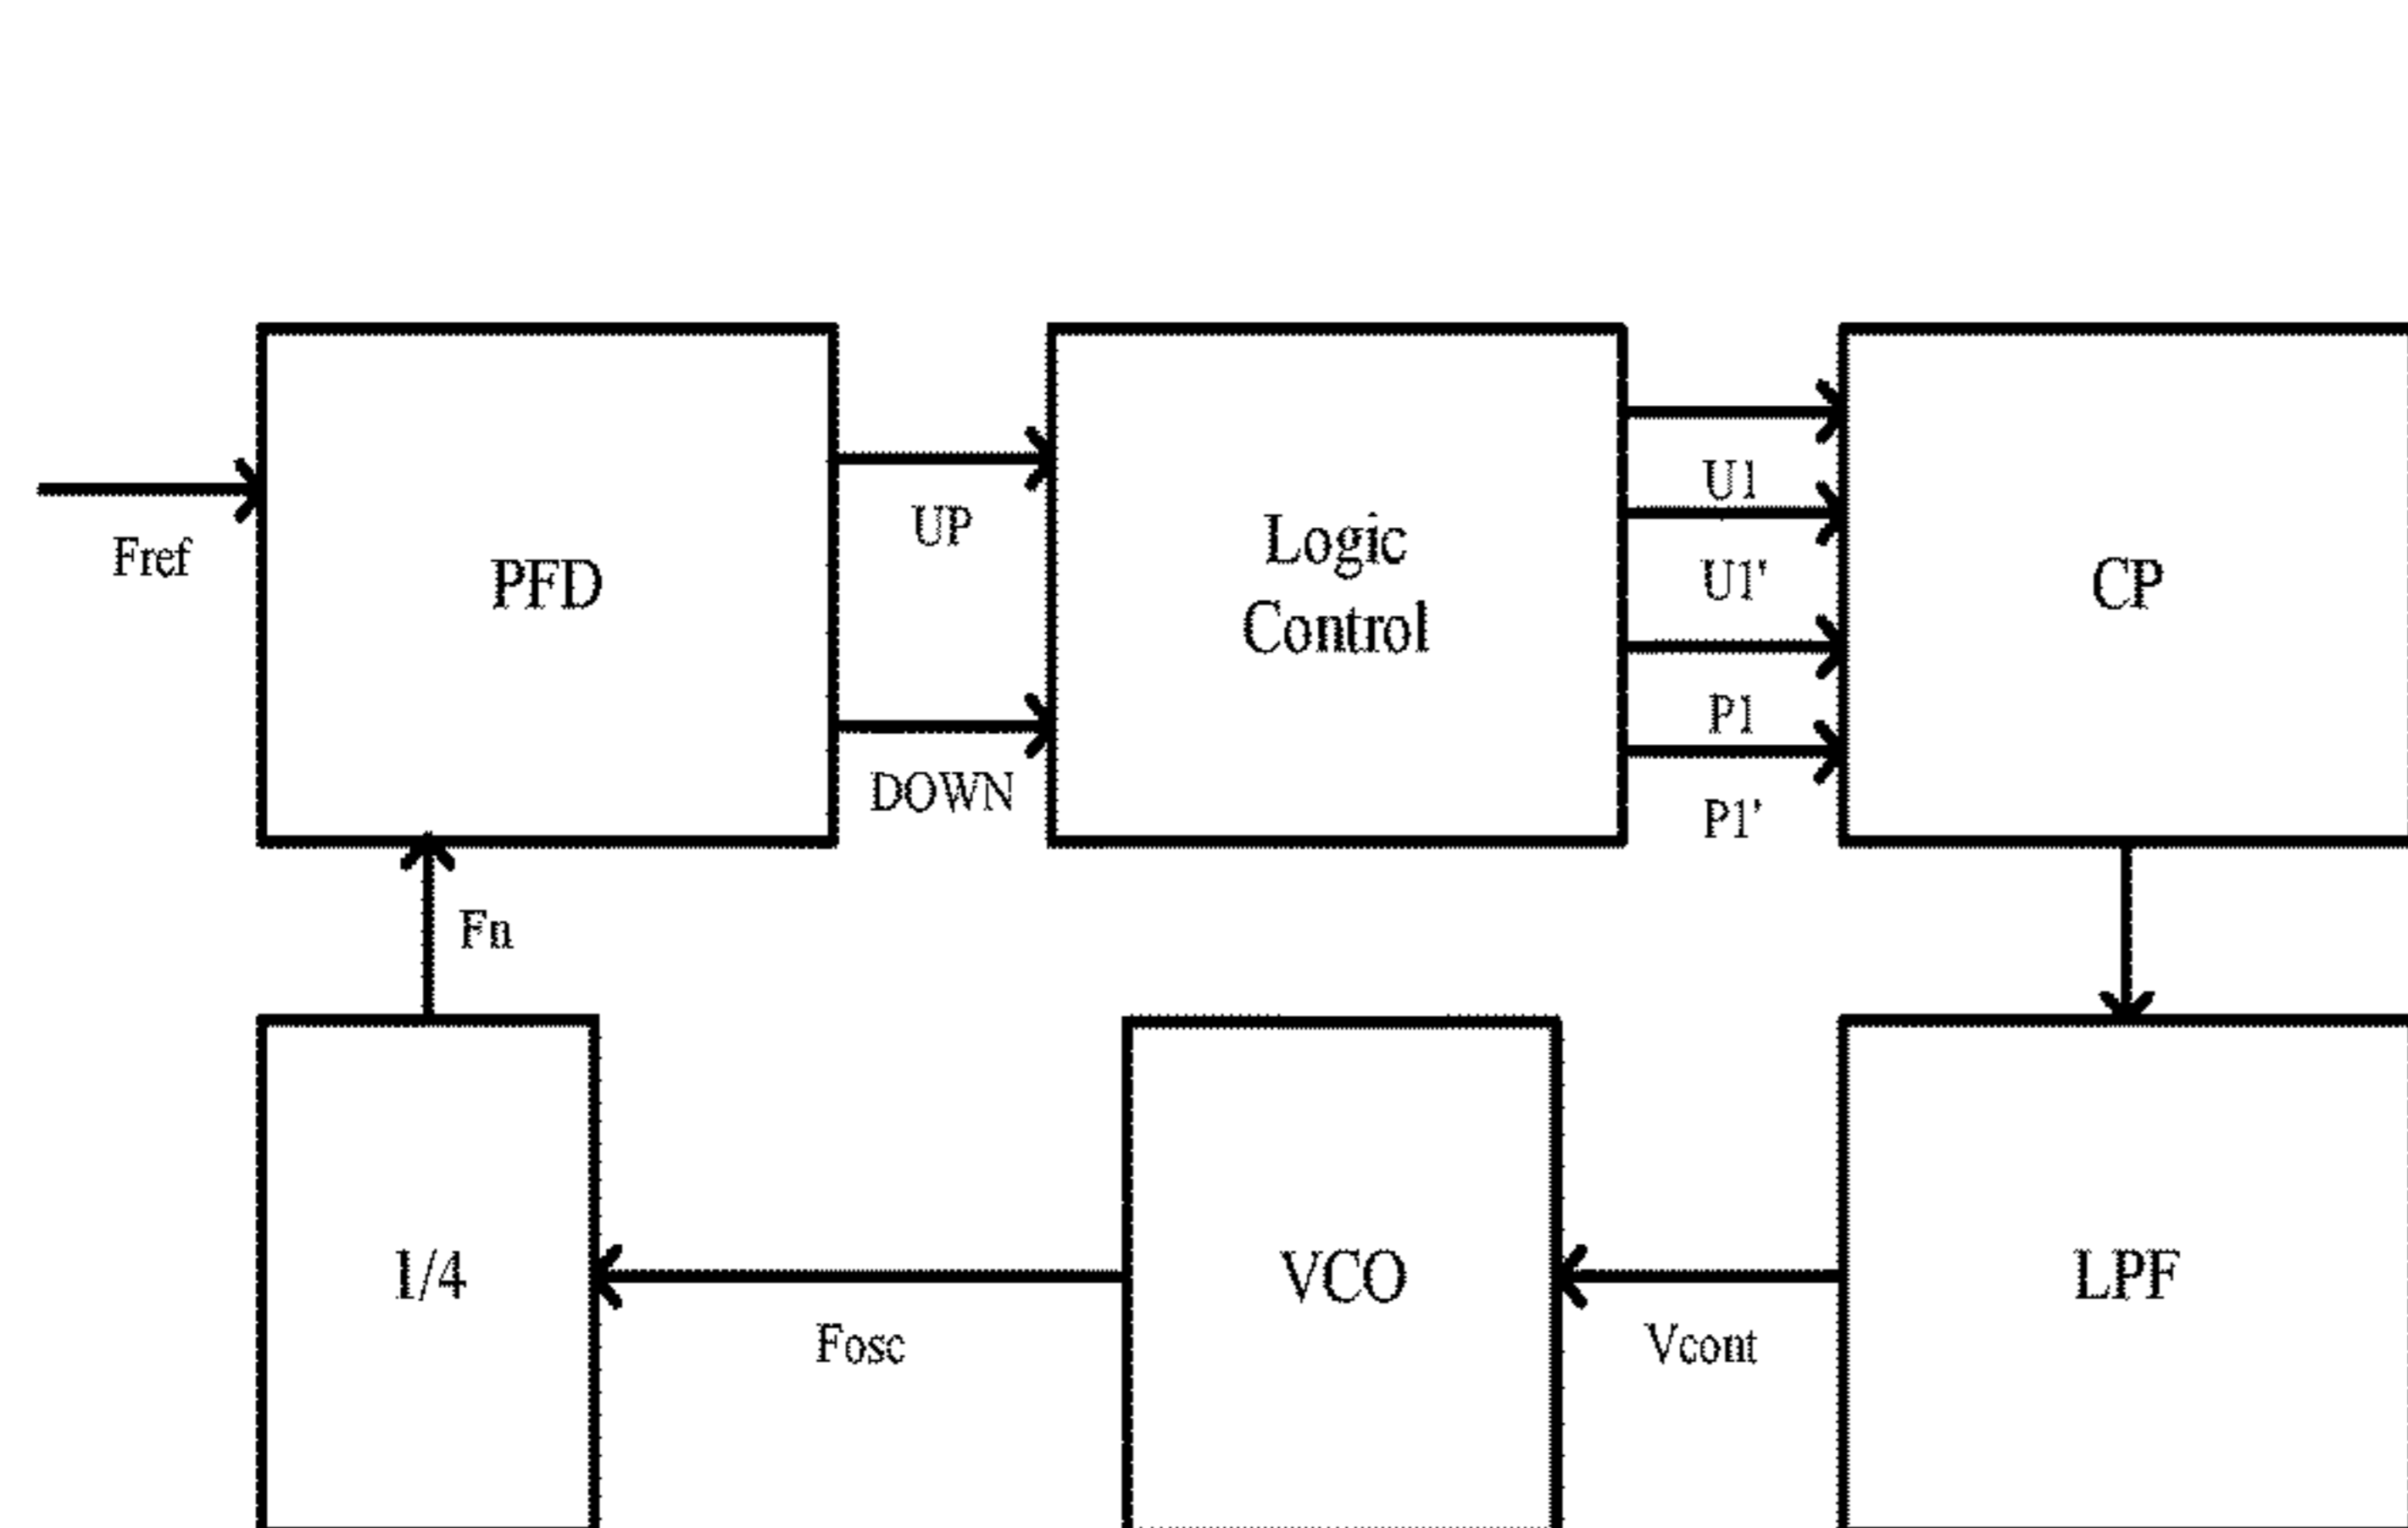 Fref
PFD
UP
DOWN
Logic
Control
U1
U1'
P1
P1'
CP
Fn
1/4
Fosc
VCO
Vcont
LPF